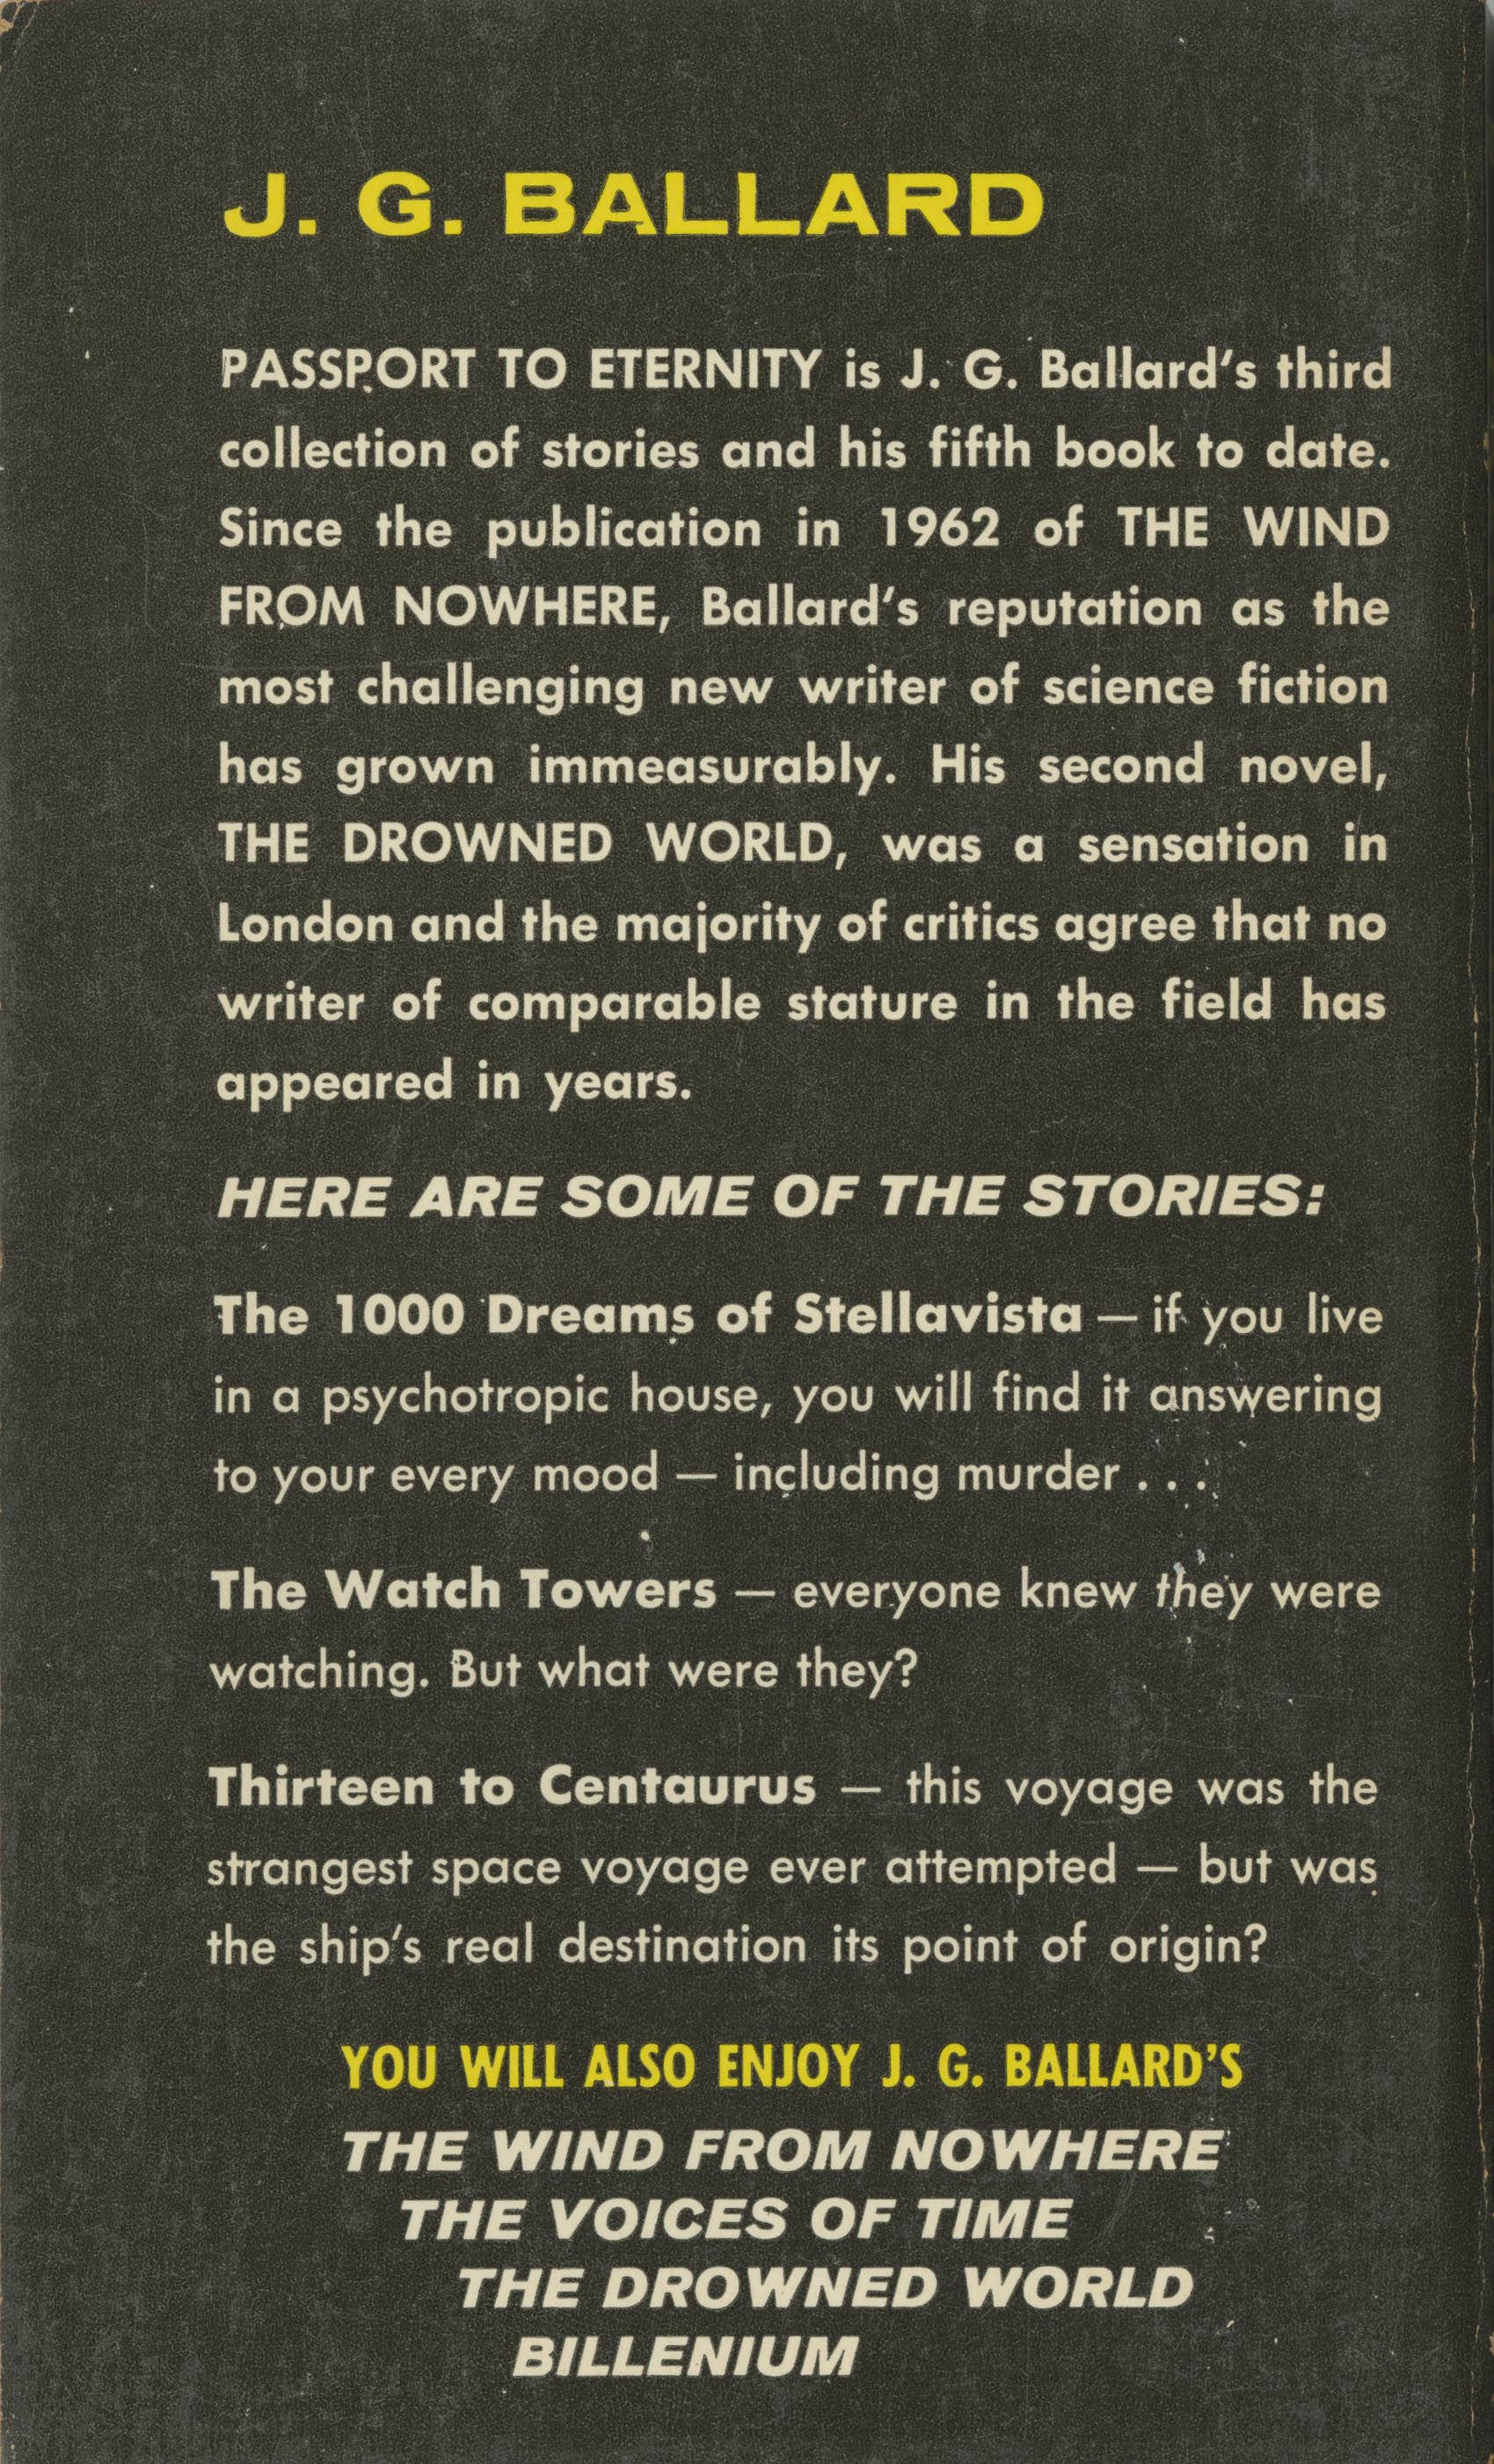 J. G. BALLARD
PASSPORT TO ETERNITY is J. G. Ballard's third
collection of stories and his fifth book to date.
Since the publication in 1962 of THE WIND
FROM NOWHERE, Ballard's reputation as the
most challenging new writer of science fiction
has grown immeasurably. His second novel,
THE DROWNED WORLD, was a sensation in
London and the majority of critics agree that no
writer of comparable stature in the field has
appeared in years.
HERE ARE SOME OF THE STORIES:
The 1000 Dreams of Stellavista — if you live
in a psychotropic house, you will find it answering
to your every mood — including murder . . .
The Watch Towers — everyone knew they were
watching. But what were they?
Thirteen to Centaurus — this voyage was the
strangest space voyage ever attempted — but was
the ship's real destination its point of origin?
YOU WILL ALSO ENJOY J. G. BALLARD'S
THE WIND FROM NOWHERE
THE VOICES OF TIME
THE DROWNED WORLD
BILLENIUM